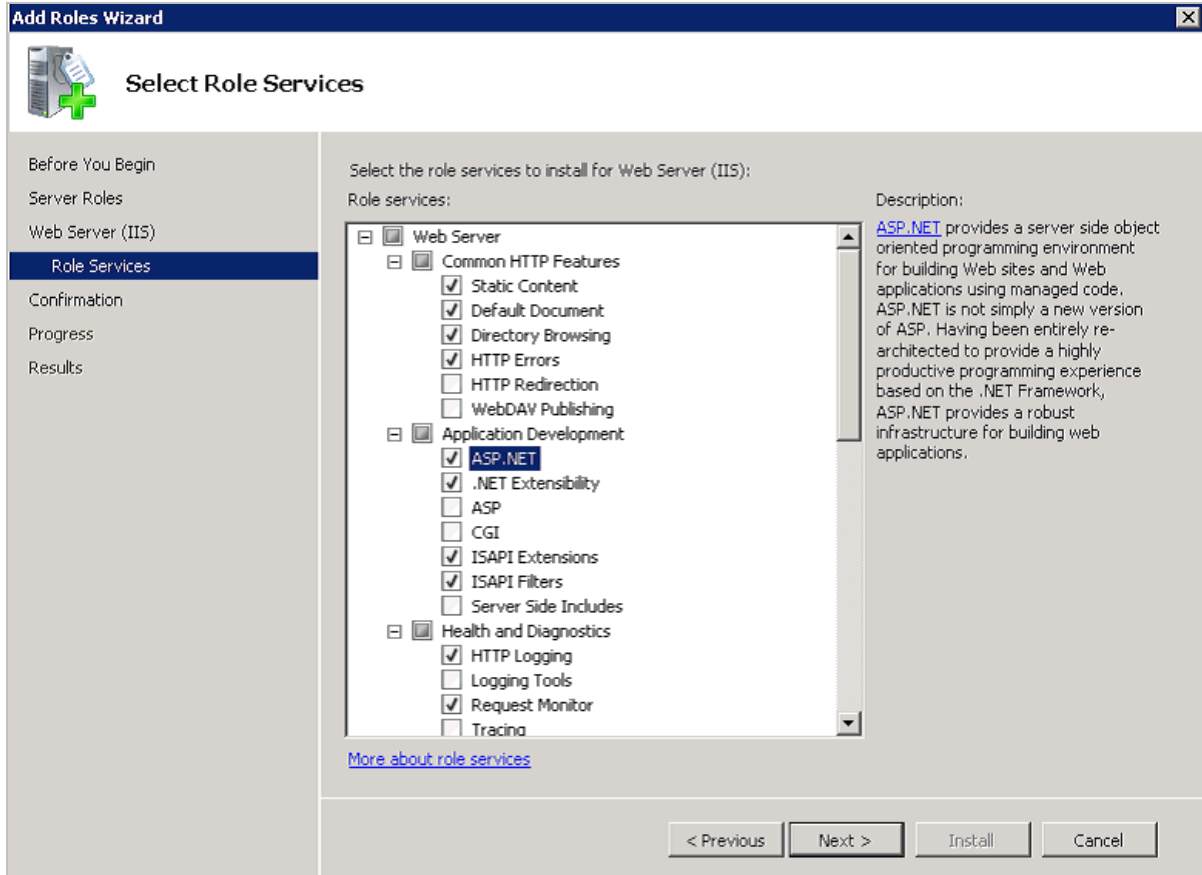 Add Roles Wizard
Select Role Services
Before You Begin
Server Roles
Web Server (IIS)
Role Services
Confirmation
Progress
Results
Select the role services to install for Web Server (IIS):
Role services:
Web Server
Common HTTP Features
Static Content
Default Document
Directory Browsing
HTTP Errors
HTTP Redirection
WebDAV Publishing
Application Development
ASP.NET
.NET Extensibility
ASP
CGI
ISAPI Extensions
ISAPI Filters
Server Side Includes
Health and Diagnostics
HTTP Logging
Logging Tools
Request Monitor
Tracing
More about role services
Description:
ASP.NET provides a server side object
oriented programming environment
for building Web sites and Web
applications using managed code.
ASP.NET is not simply a new version
of ASP. Having been entirely re-
architected to provide a highly
productive programming experience
based on the .NET Framework,
ASP.NET provides a robust
infrastructure for building web
applications.
< Previous
Next >
Install
Cancel